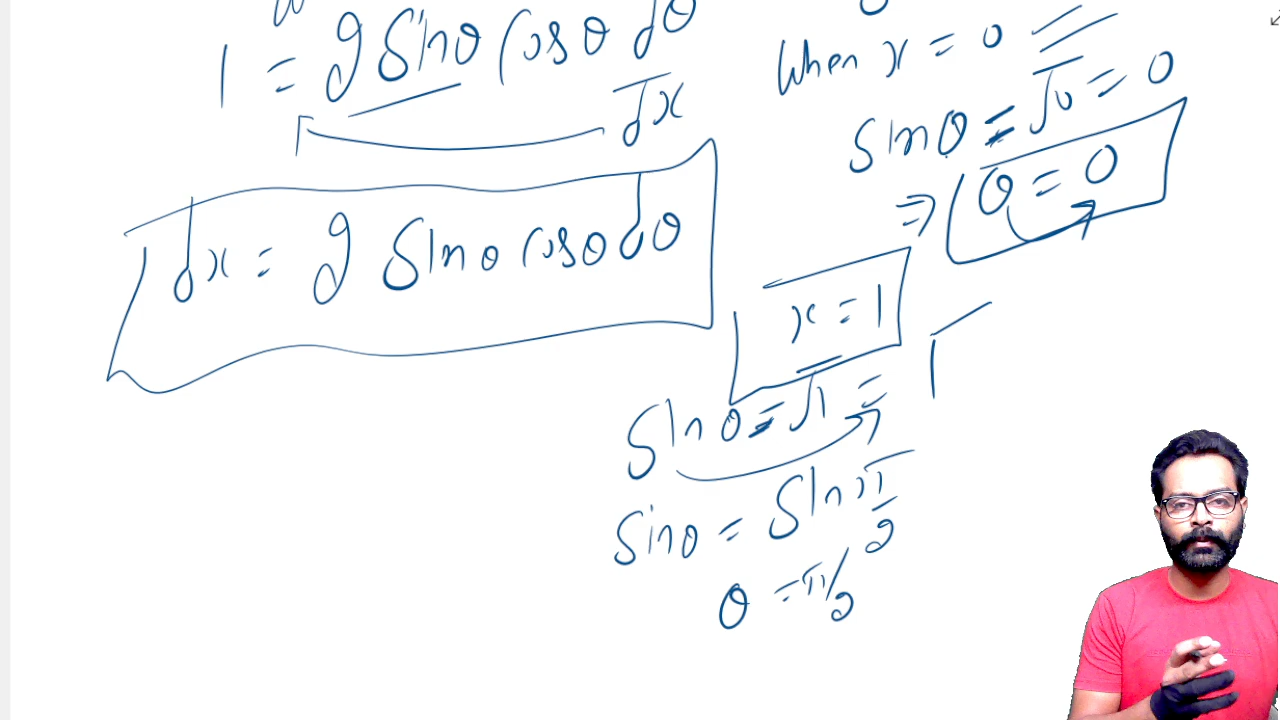 1 = 2 sinθ cosθ dθ/dx
dx = 2 sinθ cosθ dθ
When x = 0
sinθ = √0 = 0
⇒ θ = 0
x = 1
sinθ = √1 = 1
sinθ = sin π/2
θ = π/2